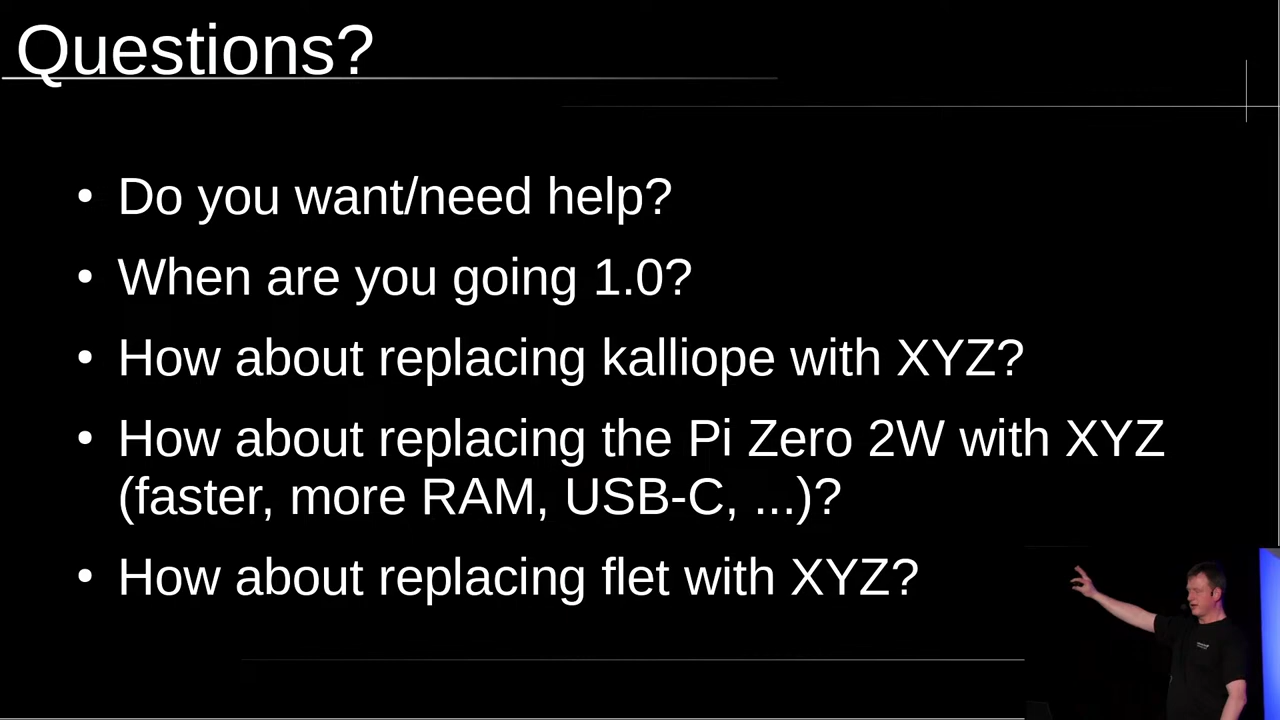 Questions?
• Do you want/need help?
• When are you going 1.0?
• How about replacing kalliope with XYZ?
• How about replacing the Pi Zero 2W with XYZ
(faster, more RAM, USB-C, ...)?
• How about replacing flet with XYZ?